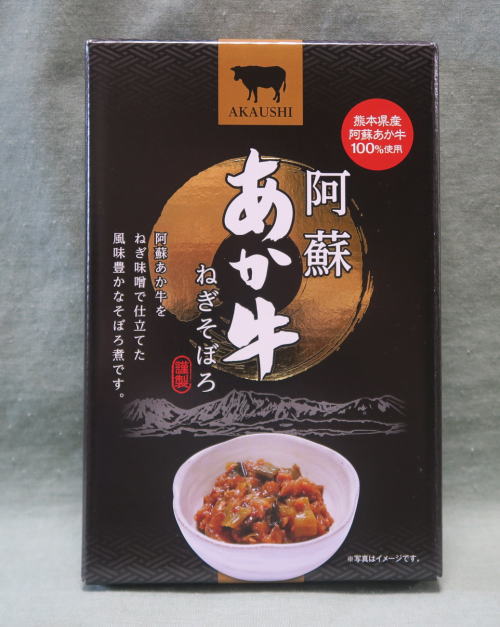 AKAUSHI
熊本県産
阿蘇あか牛
100%使用
阿蘇
あか牛
ねぎそぼろ
謹製
阿蘇あか牛を
ねぎ味噌で仕立てた
風味豊かなそぼろ煮です。
※写真はイメージです。